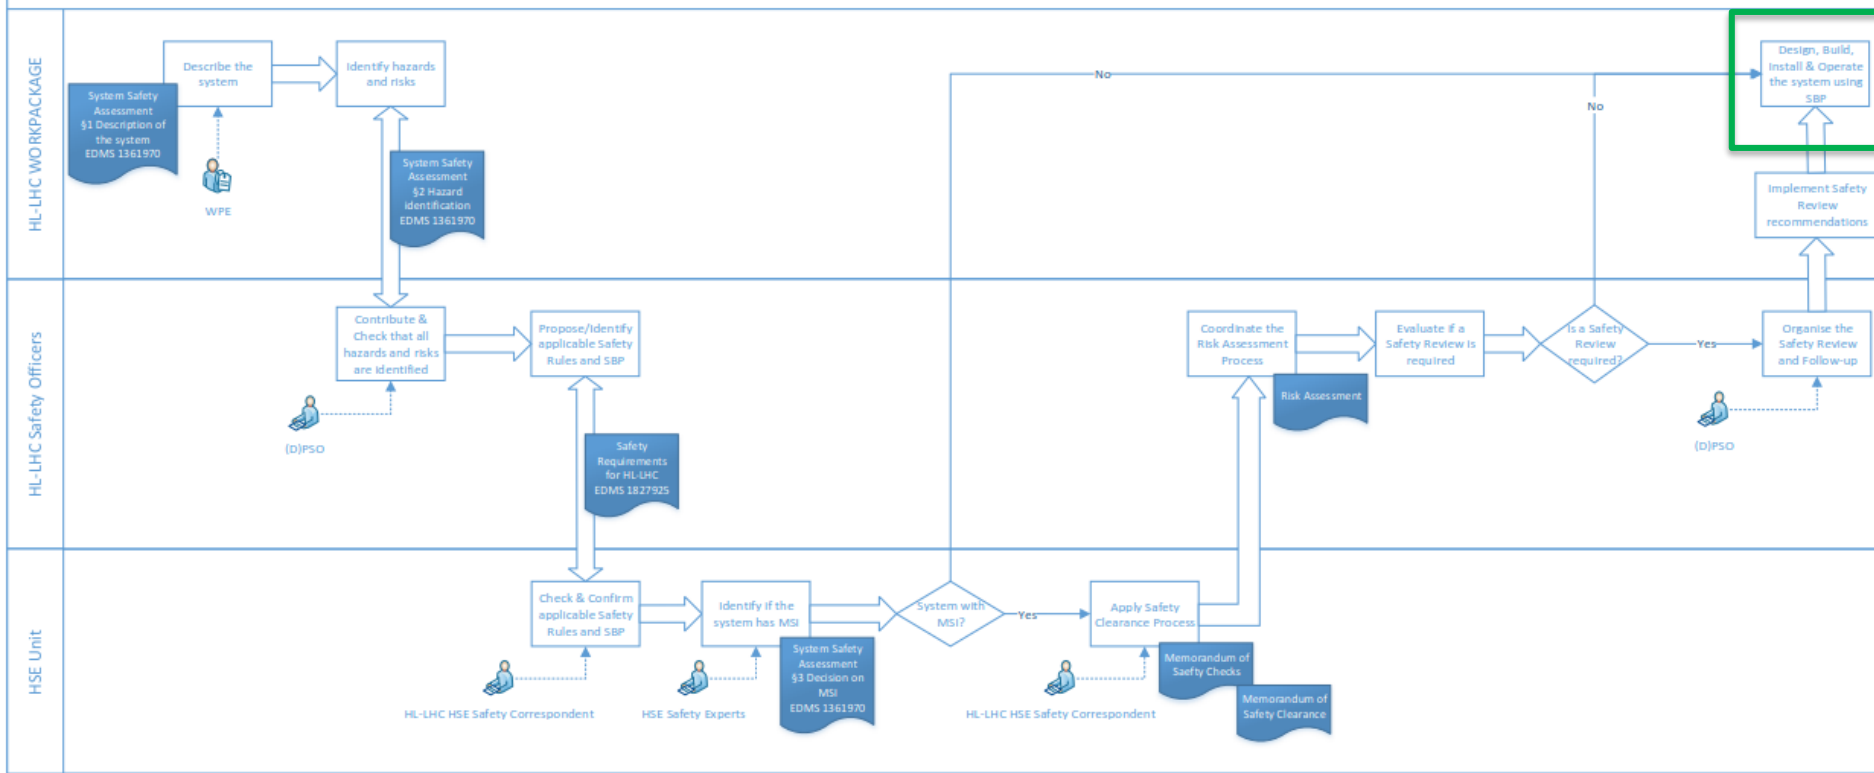 HL-LHC WORKPACKAGE
Describe the
system
Identify hazards
and risks
System Safety
Assessment
§1 Description of
the system
EDMS 1361970
WPE
System Safety
Assessment
§2 Hazard
identification
EDMS 1361970
No
No
Design, Build,
Install & Operate
the system using
SBP
Implement Safety
Review
recommendations
HL-LHC Safety Officers
Contribute &
Check that all
hazards and risks
are identified
(D)PSO
Propose/Identify
applicable Safety
Rules and SBP
Safety
Requirements
for HL-LHC
EDMS 1827925
Coordinate the
Risk Assessment
Process
Risk Assessment
Evaluate if a
Safety Review is
required
Is a Safety
Review
required?
Yes
Organise the
Safety Review
and Follow-up
(D)PSO
HSE Unit
Check & Confirm
applicable Safety
Rules and SBP
HL-LHC HSE Safety Correspondent
Identify if the
system has MSI
HSE Safety Experts
System Safety
Assessment
§3 Decision on
MSI
EDMS 1361970
System with
MSI?
Yes
Apply Safety
Clearance Process
HL-LHC HSE Safety Correspondent
Memorandum of
Saefty Checks
Memorandum of
Safety Clearance